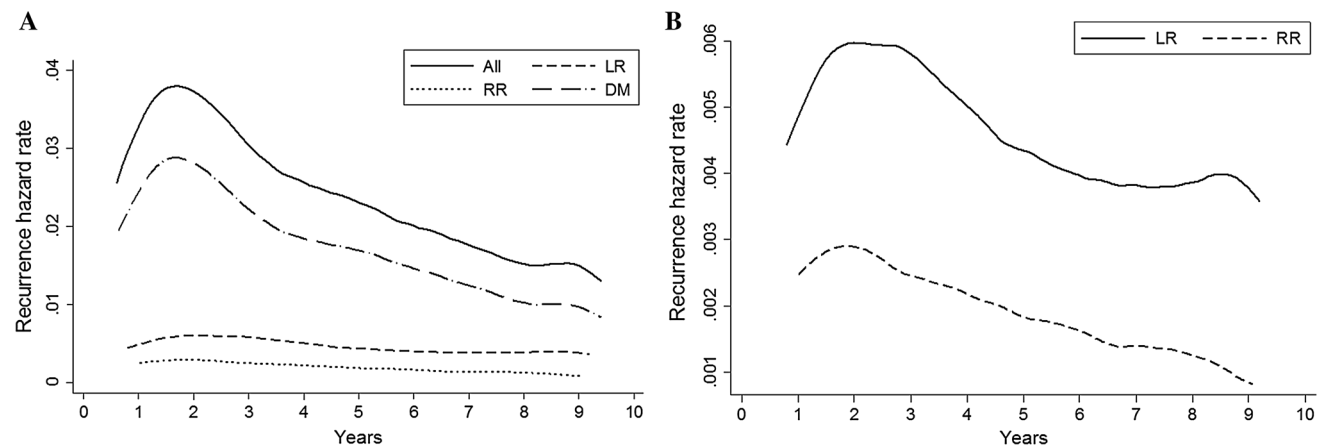 A
All LR
RR DM
Recurrence hazard rate
.04
.03
.02
.01
0
0 1 2 3 4 5 6 7 8 9 10
Years
B
LR RR
Recurrence hazard rate
.006
.005
.004
.003
.002
.001
0 1 2 3 4 5 6 7 8 9 10
Years